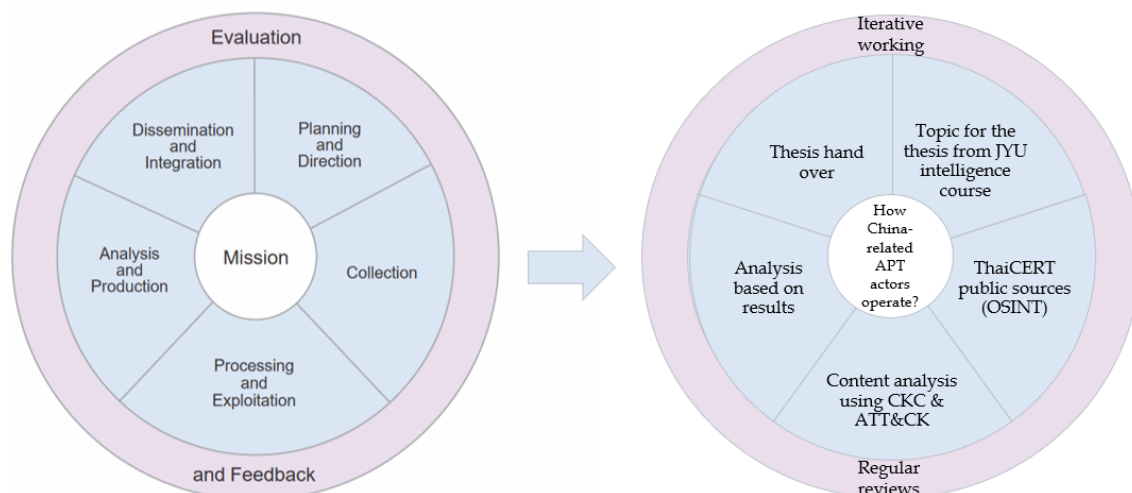 Evaluation
Dissemination
and
Integration
Planning
and
Direction
Analysis
and
Production
Mission
Collection
Processing
and
Exploitation
and Feedback
Iterative
working
Thesis hand
over
Topic for the
thesis from JYU
intelligence
course
How
China-
related
APT
actors
operate?
Analysis
based on
results
ThaiCERT
public sources
(OSINT)
Content analysis
using CKC &
ATT&CK
Regular
reviews